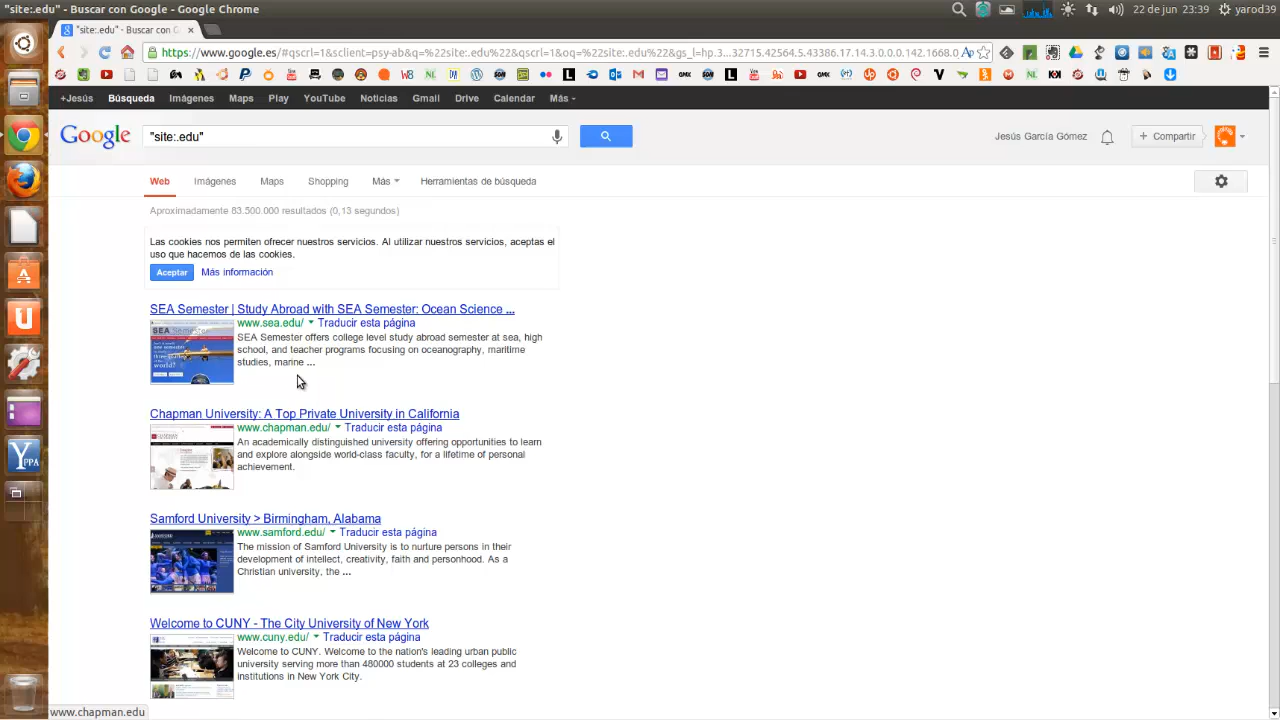 "site:.edu" - Buscar con Google - Google Chrome
22 de jun 23:39 yarod39
"site:.edu" - Buscar con G
https://www.google.es/#qscrl=1&sclient=psy-ab&q=%22site:.edu%22&qscrl=1&oq=%22site:.edu%22&gs_l=hp.3...32715.42564.543386.17.14.3.0.0.0.142.1668.0
+Jesús Búsqueda Imágenes Maps Play YouTube Noticias Gmail Calendar Más
Google "site:.edu" Jesús García Gómez + Compartir
Web Imágenes Maps Shopping Más Herramientas de búsqueda
Aproximadamente 83.500.000 resultados (0,13 segundos)
Las cookies nos permiten ofrecer nuestros servicios. Al utilizar nuestros servicios, aceptas el
uso que hacemos de las cookies.
Aceptar Más información
SEA Semester | Study Abroad with SEA Semester: Ocean Science ...
www.sea.edu/ Traducir esta página
SEA Semester offers college level study abroad semester at sea, high
school, and teacher programs focusing on oceanography, maritime
studies, marine ...
Chapman University: A Top Private University in California
www.chapman.edu/ Traducir esta página
An academically distinguished university offering opportunities to learn
and explore alongside world-class faculty, for a lifetime of personal
achievement.
Samford University > Birmingham, Alabama
www.samford.edu/ Traducir esta página
The mission of Samford University is to nurture persons in their
development of intellect, creativity, faith and personhood. As a
Christian university, the ...
Welcome to CUNY - The City University of New York
www.cuny.edu/ Traducir esta página
Welcome to CUNY. Welcome to the nation's leading urban public
university serving more than 480000 students at 23 colleges and
institutions in New York City.
www.chapman.edu